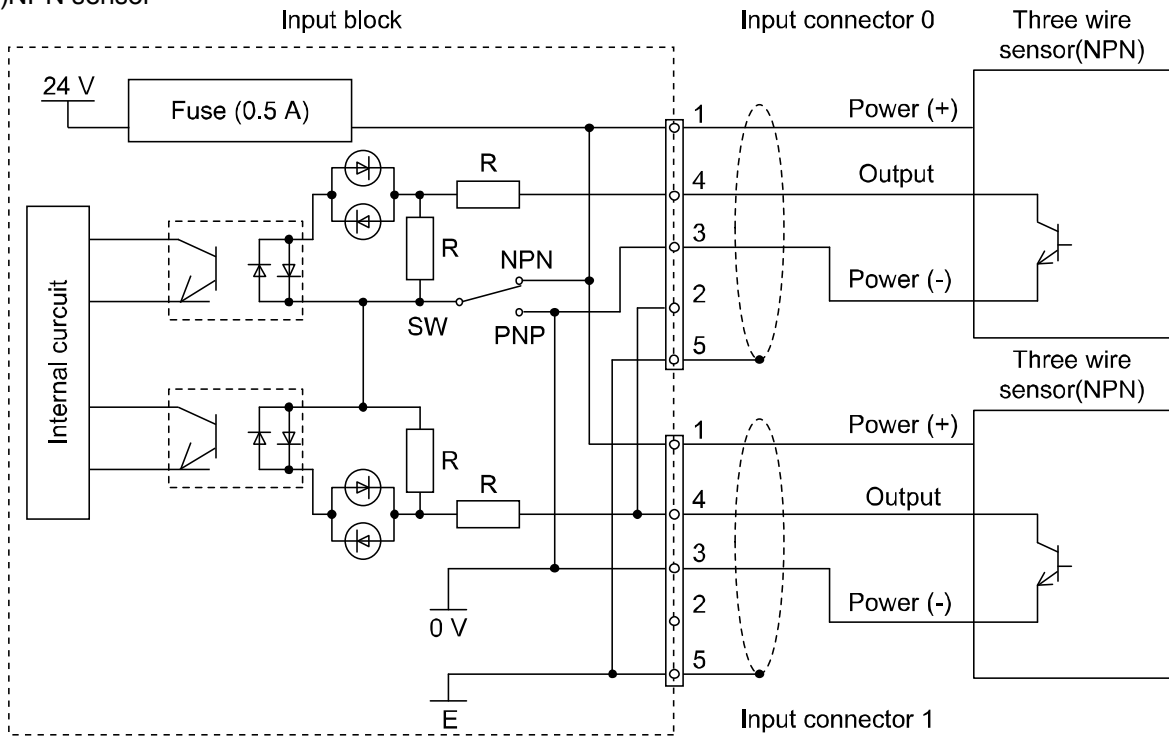 )NPN sensor
Input block
Input connector 0
Three wire
sensor(NPN)
24 V
Fuse (0.5 A)
1
Power (+)
R
4
Output
R
3
NPN
Power (-)
SW
PNP
2
5
Internal curcuit
Three wire
sensor(NPN)
1
Power (+)
R
R
4
Output
3
0 V
2
Power (-)
5
E
Input connector 1